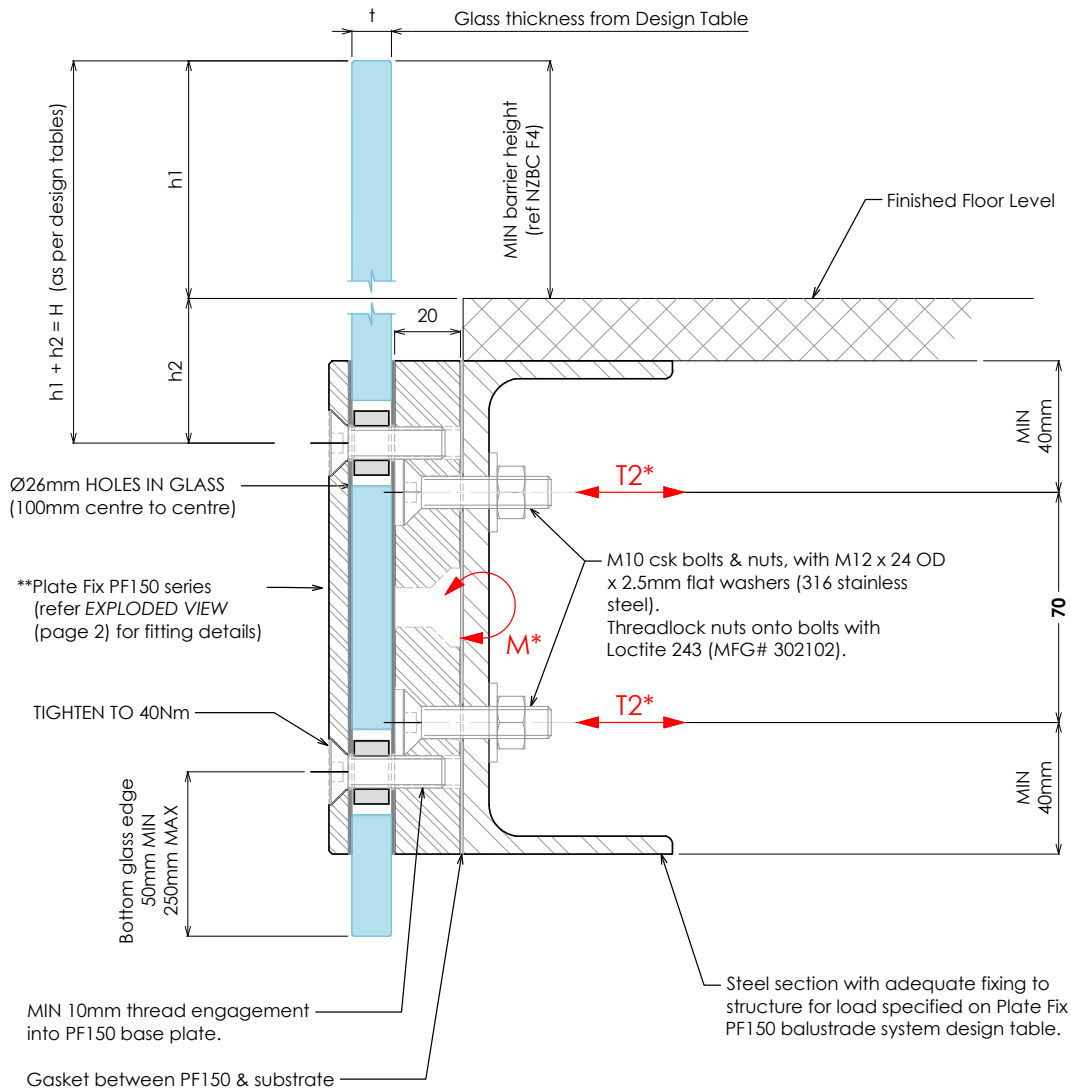 t
Glass thickness from Design Table
h1 + h2 = H (as per design tables)
h1
MIN barrier height
(ref NZBC F4)
Finished Floor Level
20
h2
MIN
40mm
T2*
Ø26mm HOLES IN GLASS
(100mm centre to centre)
M10 csk bolts & nuts, with M12 x 24 OD
x 2.5mm flat washers (316 stainless
steel).
Threadlock nuts onto bolts with
Loctite 243 (MFG# 302102).
**Plate Fix PF150 series
(refer EXPLODED VIEW
(page 2) for fitting details)
70
M*
T2*
TIGHTEN TO 40Nm
MIN
40mm
Bottom glass edge
50mm MIN
250mm MAX
Steel section with adequate fixing to
structure for load specified on Plate Fix
PF150 balustrade system design table.
MIN 10mm thread engagement
into PF150 base plate.
Gasket between PF150 & substrate